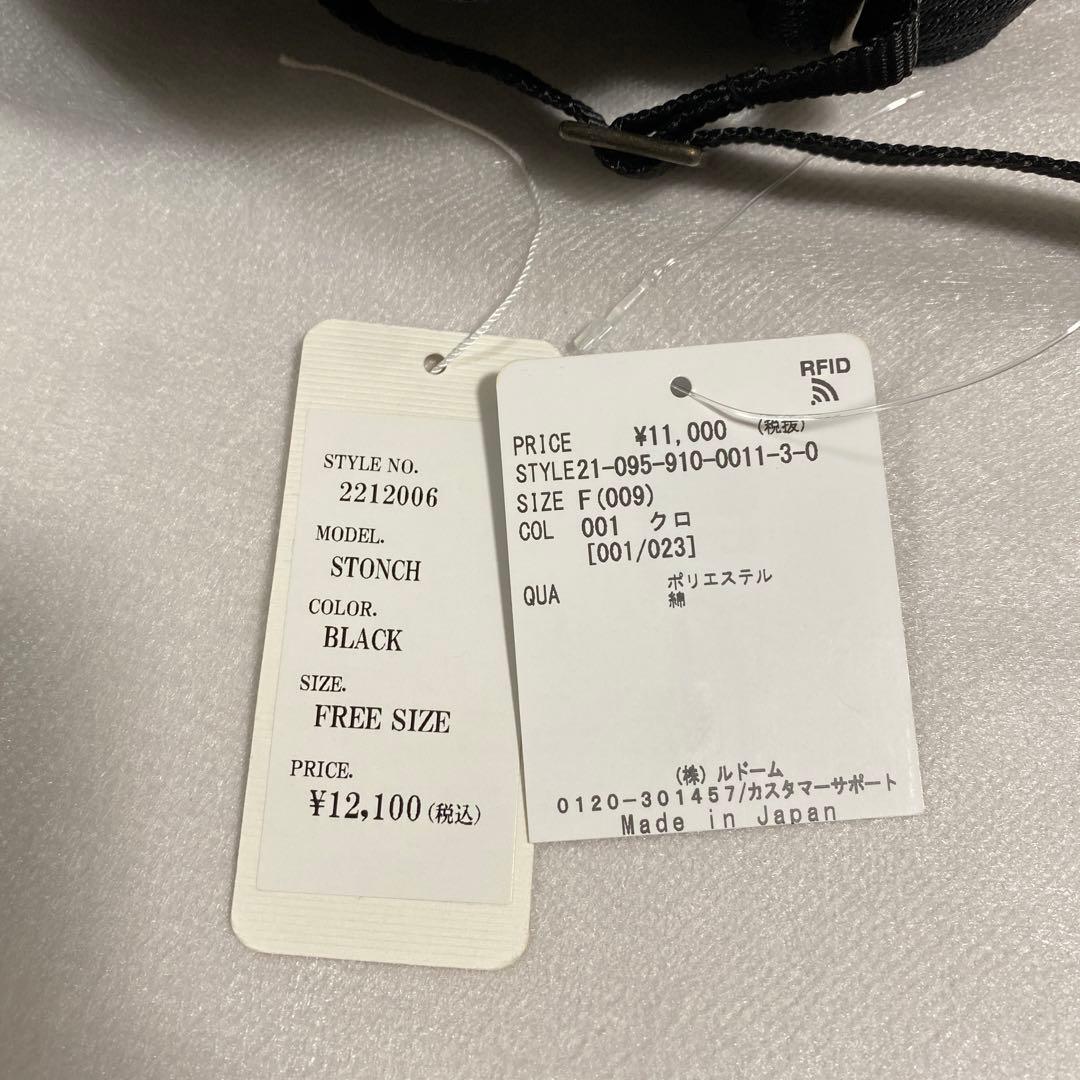 STYLE NO.
2212006
MODEL.
STONCH
COLOR.
BLACK
SIZE.
FREE SIZE
PRICE.
¥12,100(税込)
RFID
PRICE ¥11,000 (税抜)
STYLE21-095-910-0011-3-0
SIZE F(009)
COL 001 クロ
[001/023]
QUA ポリエステル
綿
(株)ルドーム
0120-301457/カスタマーサポート
Made in Japan